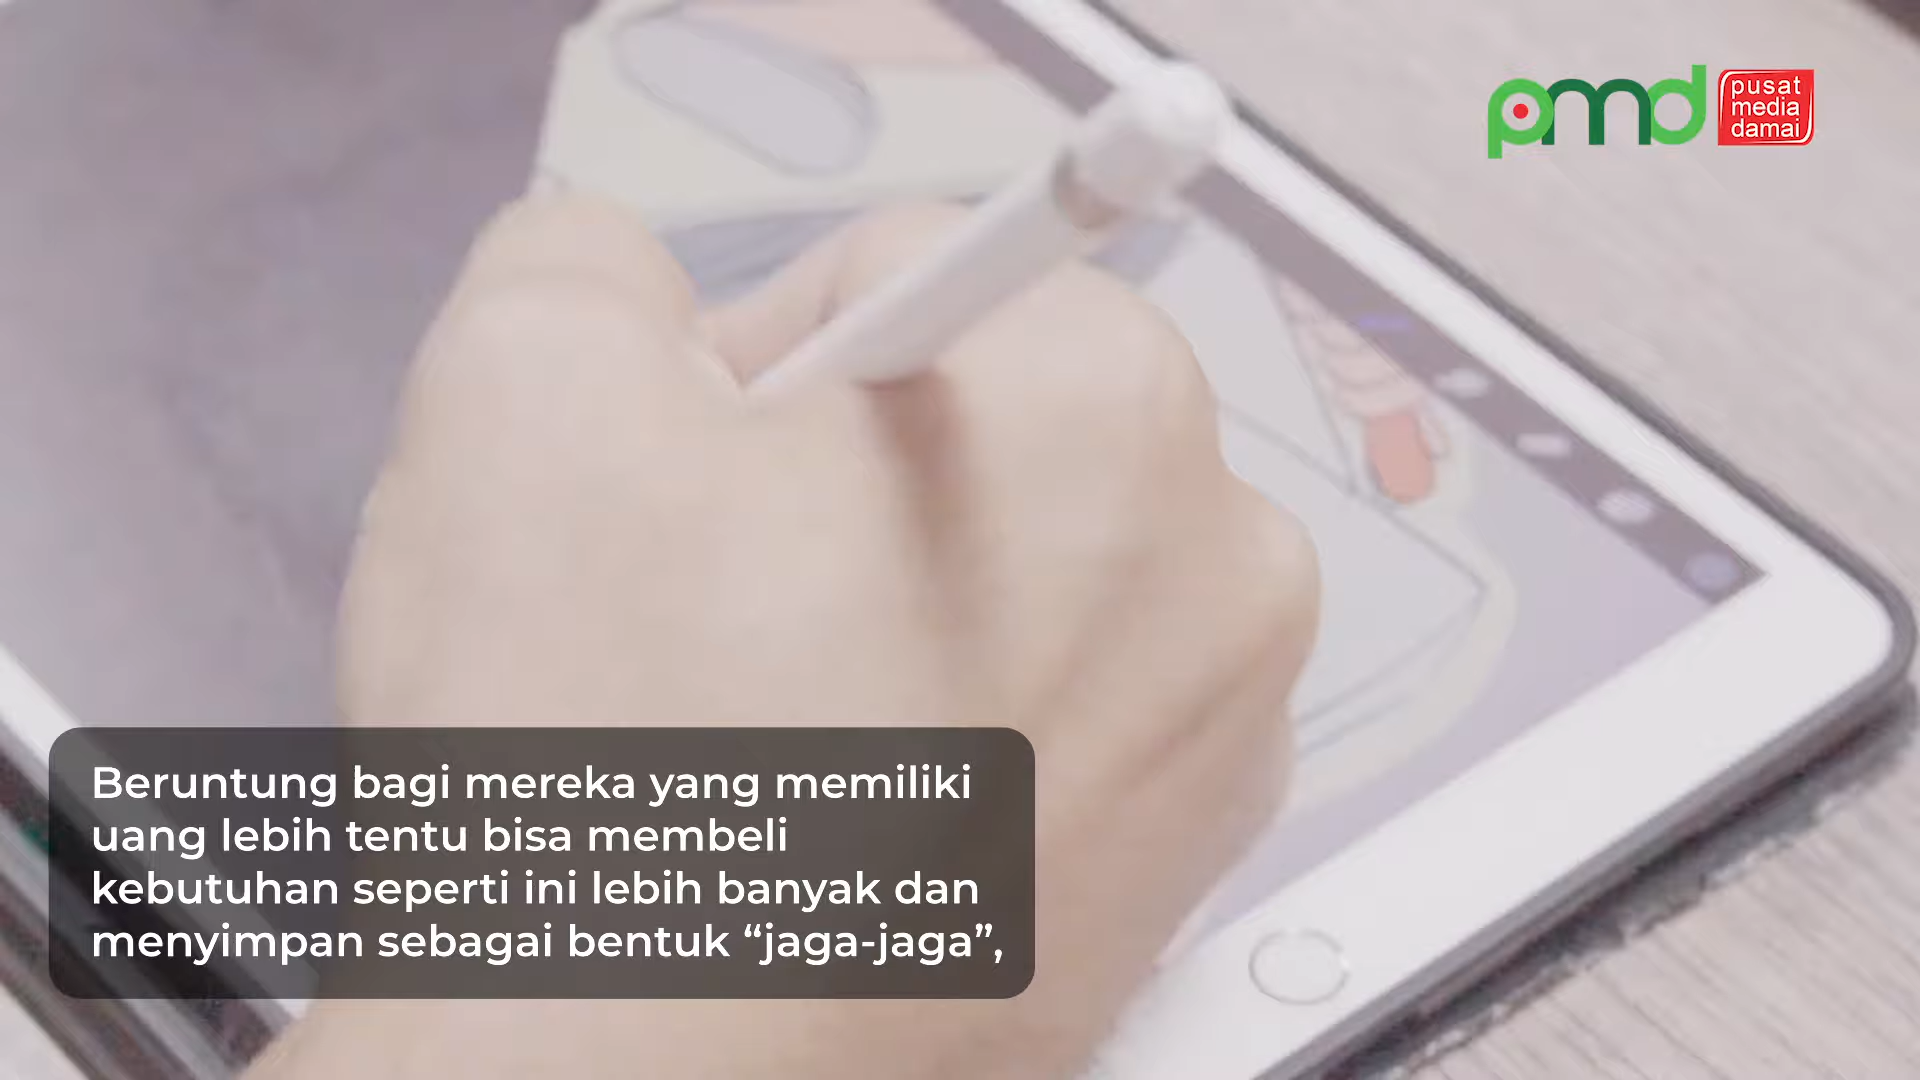 pmd
pusat
media
damai
Beruntung bagi mereka yang memiliki
uang lebih tentu bisa membeli
kebutuhan seperti ini lebih banyak dan
menyimpan sebagai bentuk “jaga-jaga”,